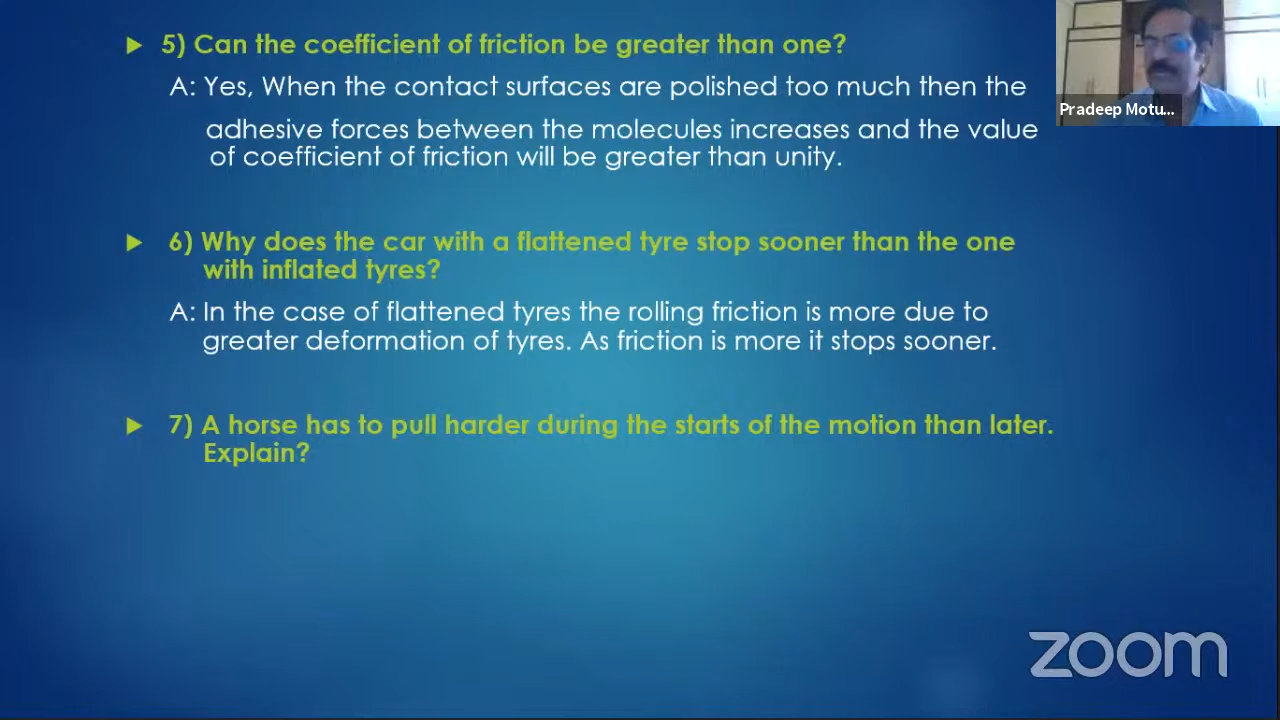 5) Can the coefficient of friction be greater than one?
A: Yes, When the contact surfaces are polished too much then the
adhesive forces between the molecules increases and the value
of coefficient of friction will be greater than unity.
6) Why does the car with a flattened tyre stop sooner than the one
with inflated tyres?
A: In the case of flattened tyres the rolling friction is more due to
greater deformation of tyres. As friction is more it stops sooner.
7) A horse has to pull harder during the starts of the motion than later.
Explain?
Pradeep Motu...
zoom